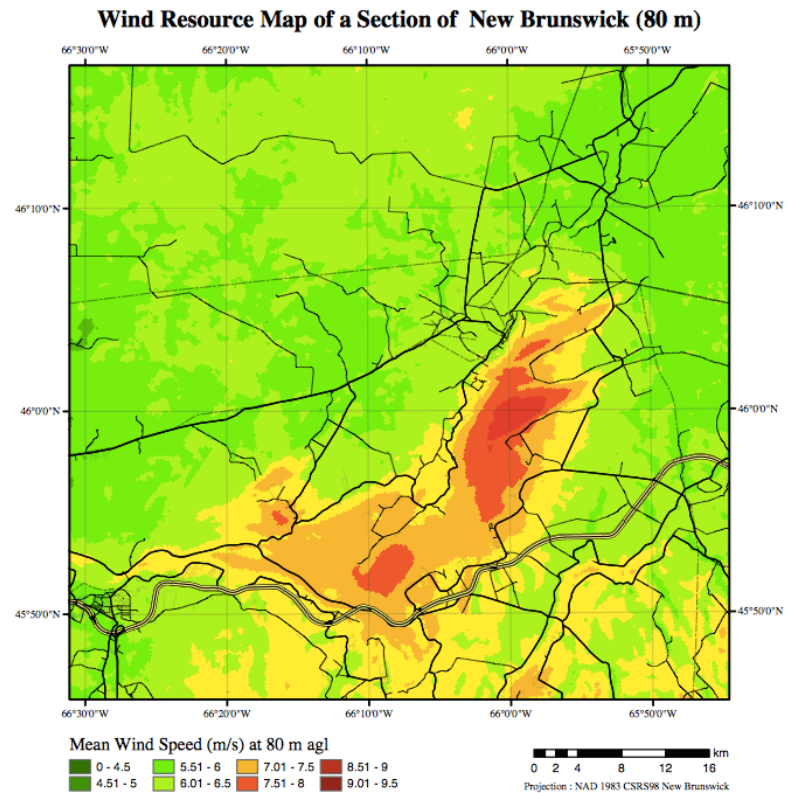 Wind Resource Map of a Section of New Brunswick (80 m)
66°30'0"W 66°20'0"W 66°10'0"W 66°0'0"W 65°50'0"W
46°10'0"N 46°10'0"N
46°0'0"N 46°0'0"N
45°50'0"N 45°50'0"N
66°30'0"W 66°20'0"W 66°10'0"W 66°0'0"W 65°50'0"W
Mean Wind Speed (m/s) at 80 m agl
0 - 4.5 5.51 - 6 7.01 - 7.5 8.51 - 9
4.51 - 5 6.01 - 6.5 7.51 - 8 9.01 - 9.5
km
0 2 4 8 12 16
Projection : NAD 1983 CSRS98 New Brunswick